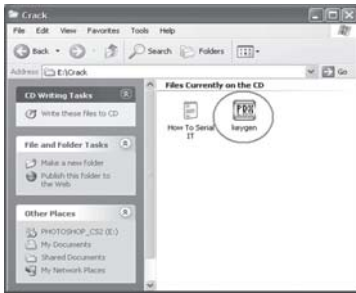 Crack
File Edit View Favorites Tools Help
Back Search Folders
Address E:\Crack Go
CD Writing Tasks
Write these files to CD
File and Folder Tasks
Make a new folder
Publish this folder to
the Web
Other Places
PHOTOSHOP_CS2 (E:)
My Documents
Shared Documents
My Network Places
Files Currently on the CD
How To Serial
IT
keygen